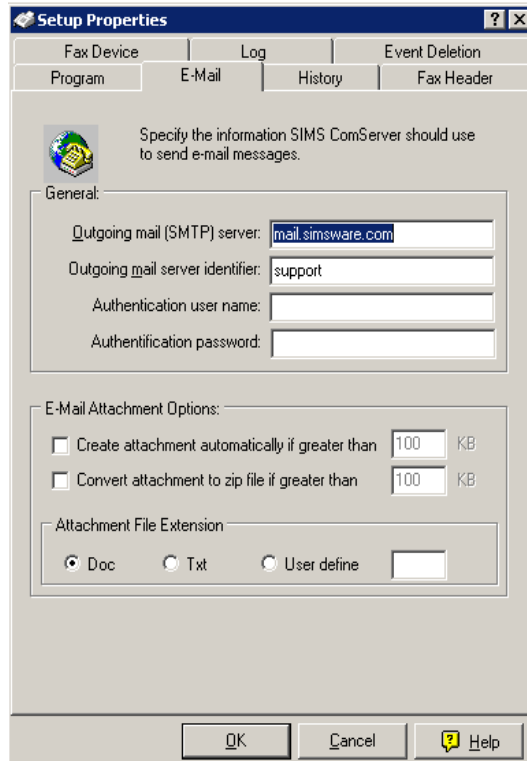 Setup Properties
Fax Device Log Event Deletion
Program E-Mail History Fax Header
Specify the information SIMS ComServer should use
to send e-mail messages.
General:
Outgoing mail (SMTP) server: mail.simsware.com
Outgoing mail server identifier: support
Authentication user name:
Authentification password:
E-Mail Attachment Options:
Create attachment automatically if greater than 100 KB
Convert attachment to zip file if greater than 100 KB
Attachment File Extension
Doc Txt User define
OK Cancel Help